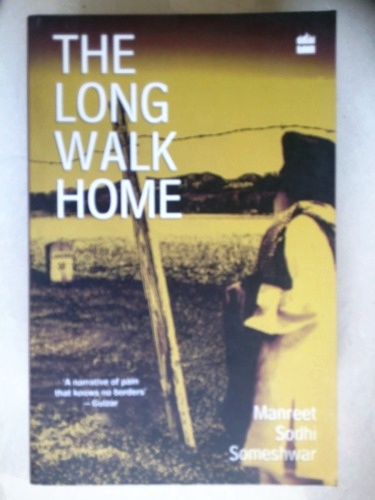 THE
LONG
WALK
HOME
'A narrative of pain
that knows no borders'
— Gulzar
Manreet
Sodhi
Someshwar